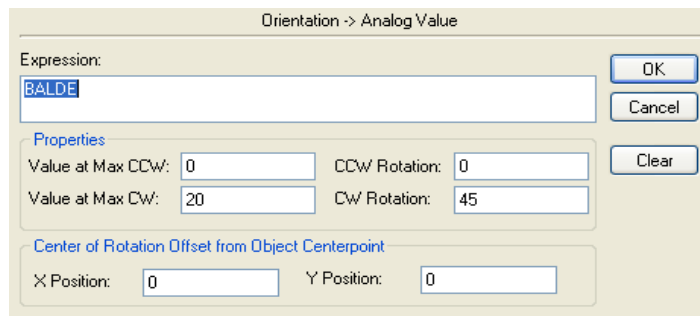 Orientation -> Analog Value
Expression:
BALDE
OK
Cancel
Clear
Properties
Value at Max CCW: 0 CCW Rotation: 0
Value at Max CW: 20 CW Rotation: 45
Center of Rotation Offset from Object Centerpoint
X Position: 0 Y Position: 0